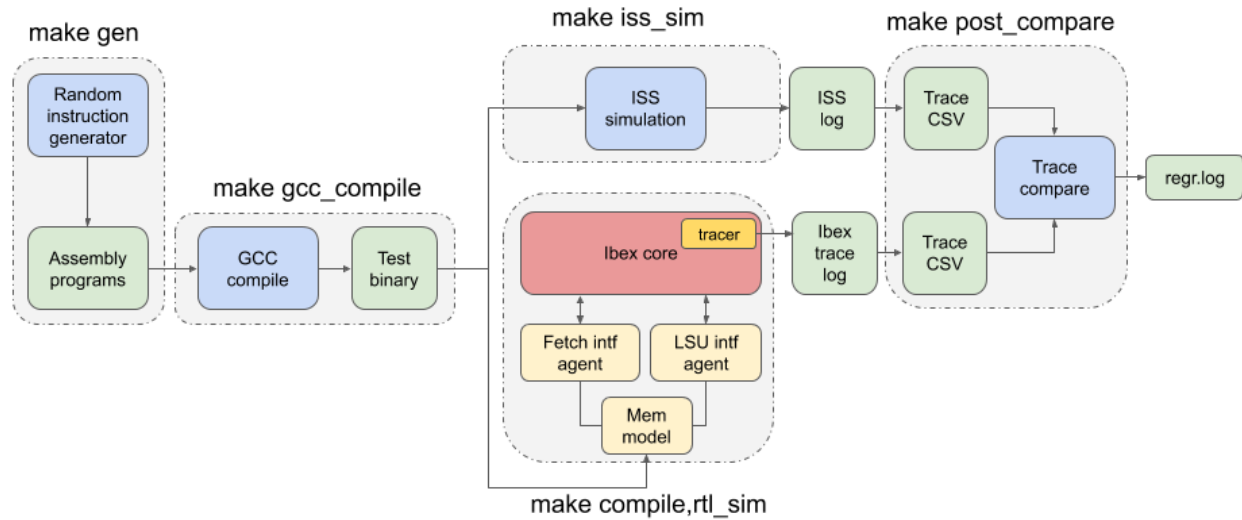 make gen
Random
instruction
generator
Assembly
programs
make gcc_compile
GCC
compile
Test
binary
make iss_sim
ISS
simulation
ISS
log
Ibex core
tracer
Ibex
trace
log
Fetch intf
agent
LSU intf
agent
Mem
model
make compile,rtl_sim
make post_compare
Trace
CSV
Trace
CSV
Trace
compare
regr.log